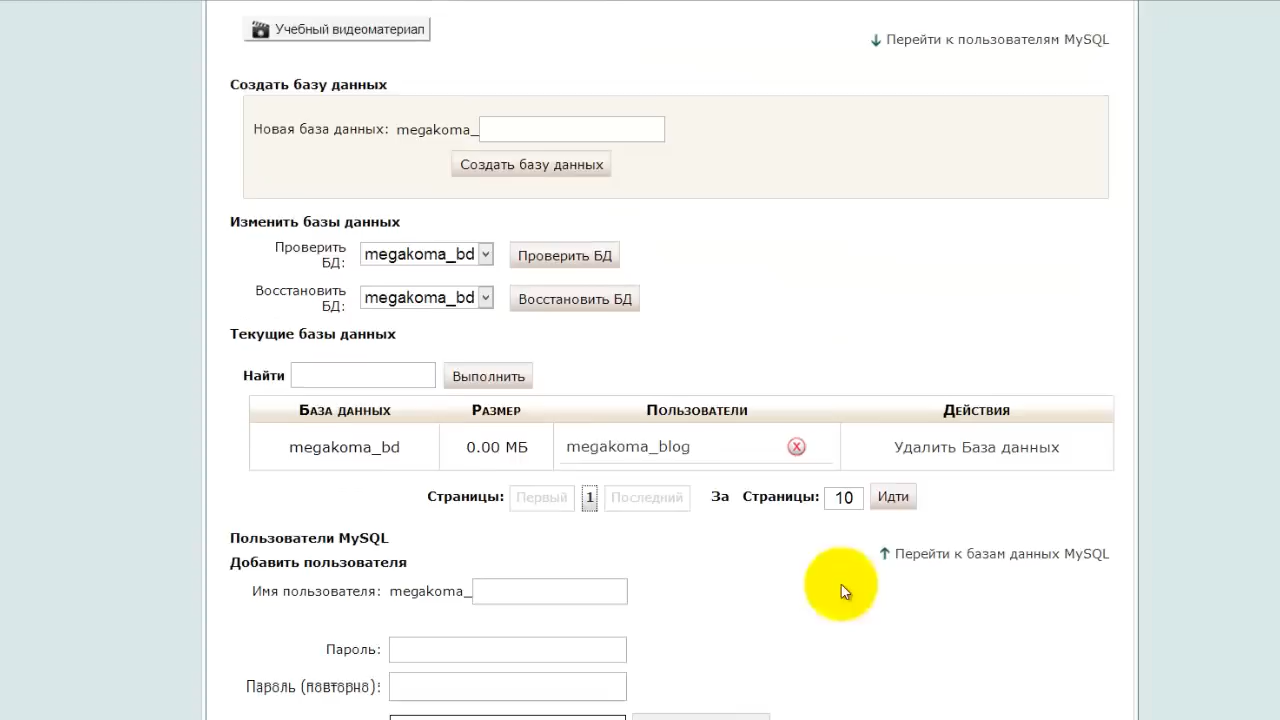 Учебный видеоматериал
Перейти к пользователям MySQL
Создать базу данных
Новая база данных: megakoma_
Создать базу данных
Изменить базы данных
Проверить БД: megakoma_bd Проверить БД
Восстановить БД: megakoma_bd Восстановить БД
Текущие базы данных
Найти Выполнить
База данных Размер Пользователи Действия
megakoma_bd 0.00 МБ megakoma_blog Удалить База данных
Страницы: Первый 1 Последний За Страницы: 10 Идти
Пользователи MySQL
Перейти к базам данных MySQL
Добавить пользователя
Имя пользователя: megakoma_
Пароль:
Пароль (повторно):